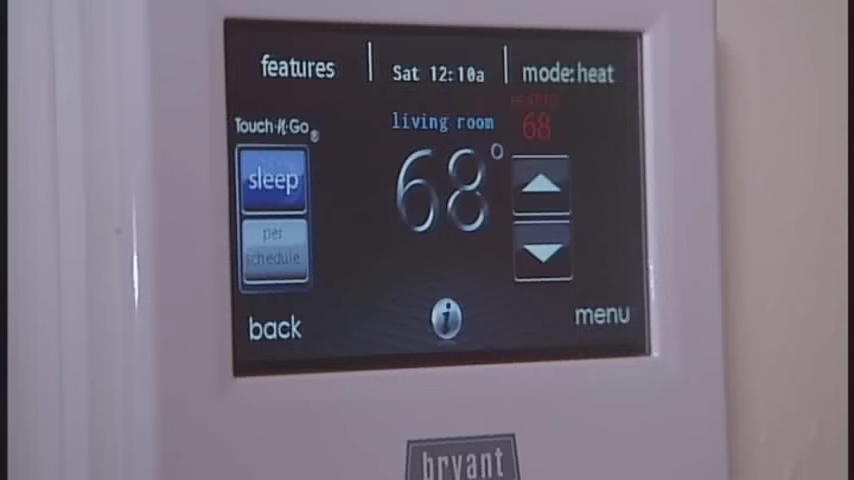 features
Sat 12:10a
mode: heat
Touch·N·Go®
living room
68
sleep
68°
per
schedule
back
i
menu
bryant